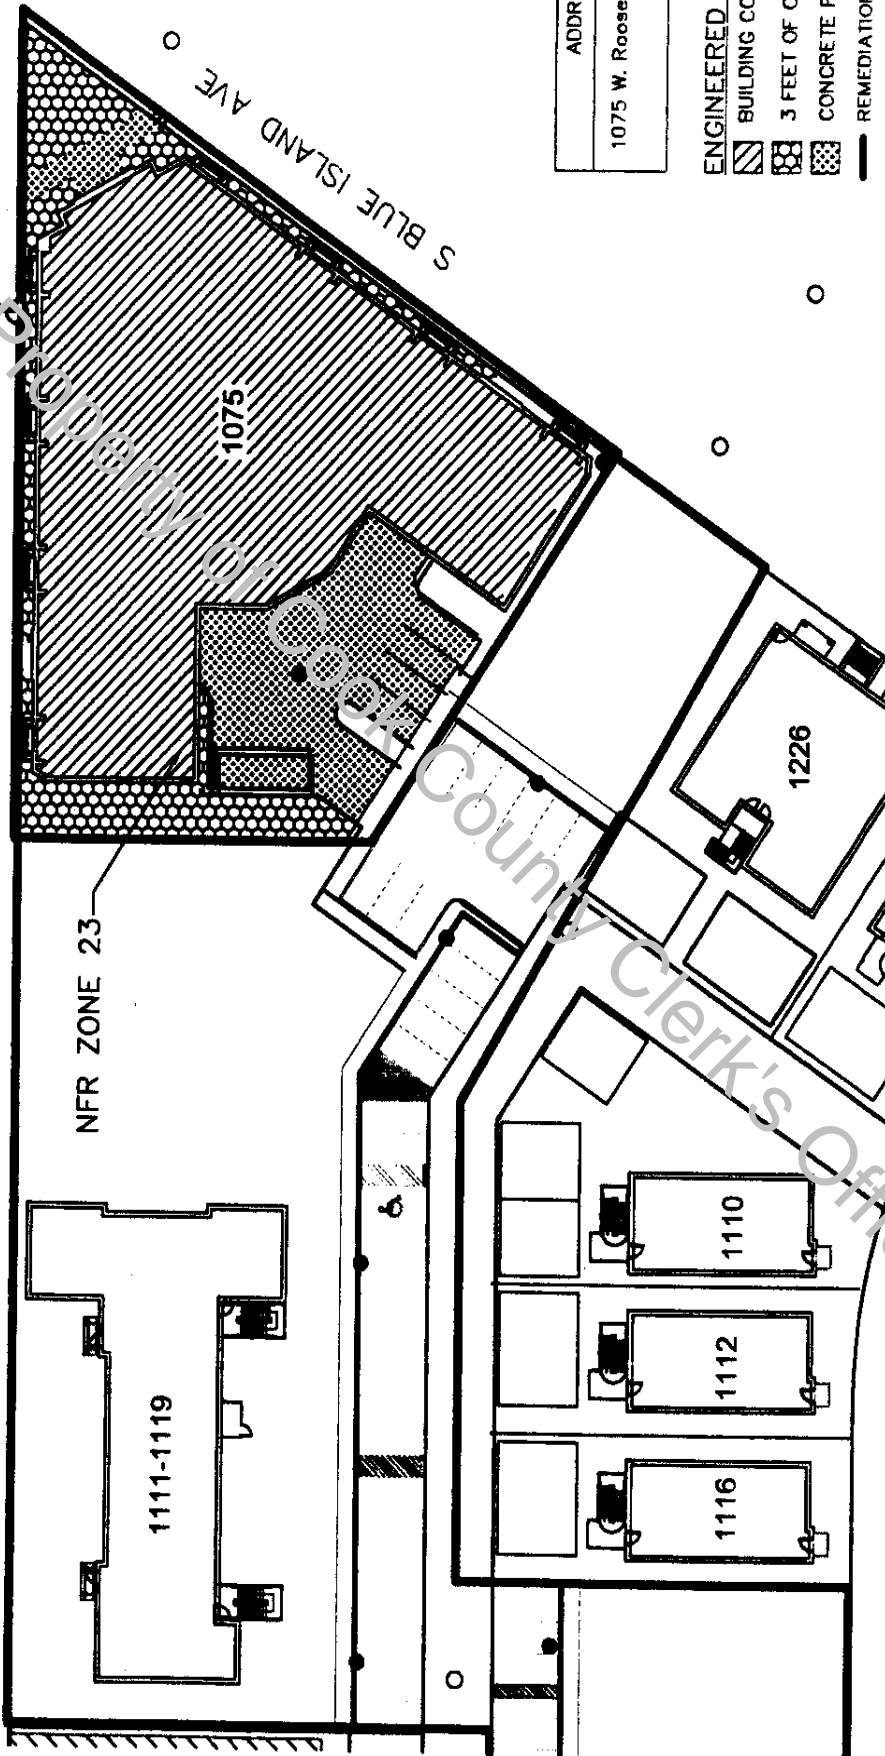 S BLUE ISLAND AVE
ADDR
1075 W. Roose
ENGINEERED
BUILDING CO
3 FEET OF C
CONCRETE P
REMEDIATION
1075
NFR ZONE 23
1226
1111-1119
1110
1112
1116
Property of Cook County Clerk's Offi